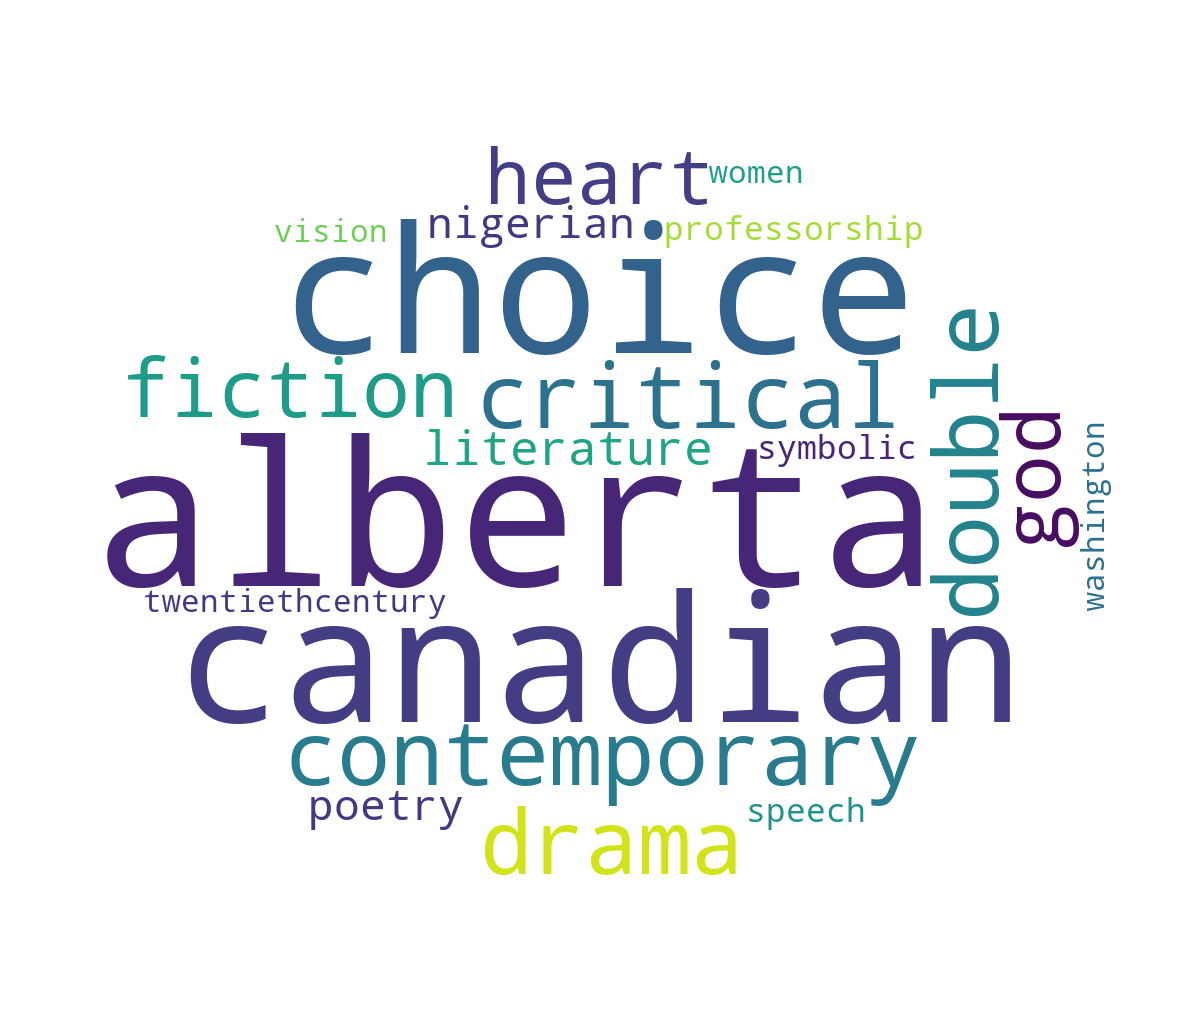 heart
women
nigerian
vision
professorship
choice
double
fiction
critical
god
literature
symbolic
washington
alberta
twentiethcentury
canadian
contemporary
poetry
speech
drama